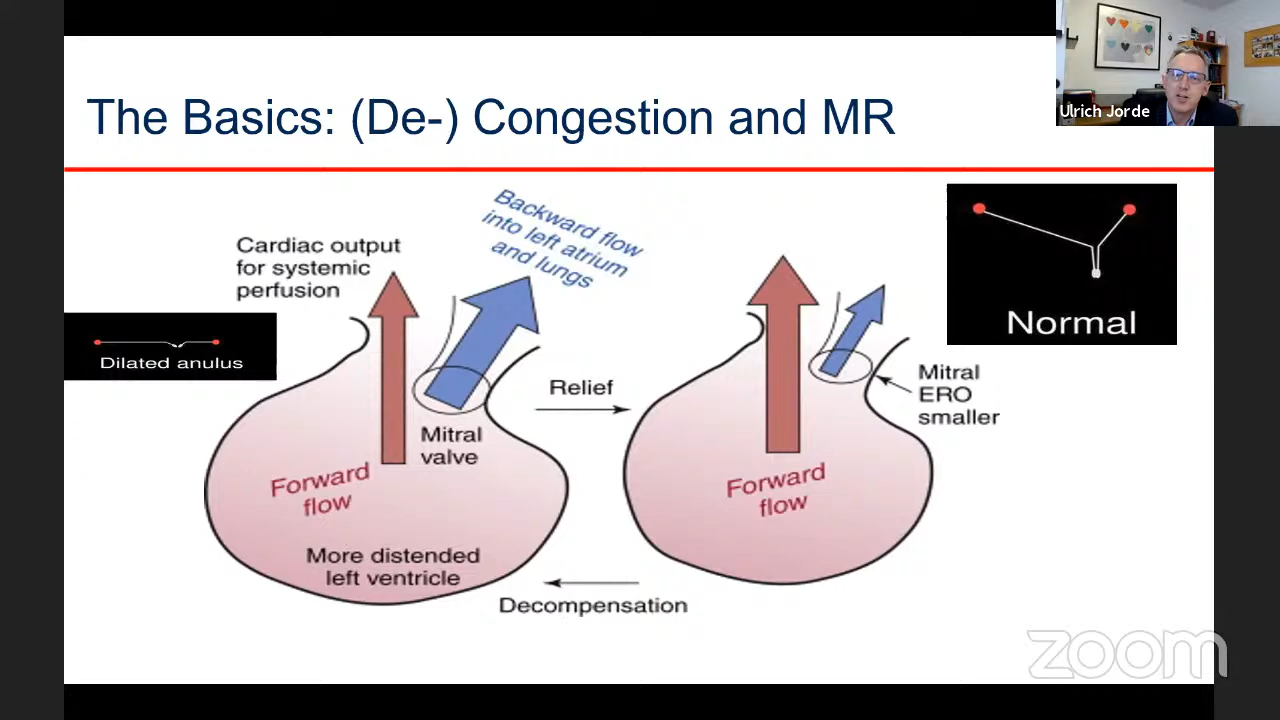 Ulrich Jorde
The Basics: (De-) Congestion and MR
Backward flow
into left atrium
and lungs
Cardiac output
for systemic
perfusion
Dilated anulus
Normal
Relief
Mitral
ERO
smaller
Mitral
valve
Forward
flow
Forward
flow
More distended
left ventricle
Decompensation
zoom